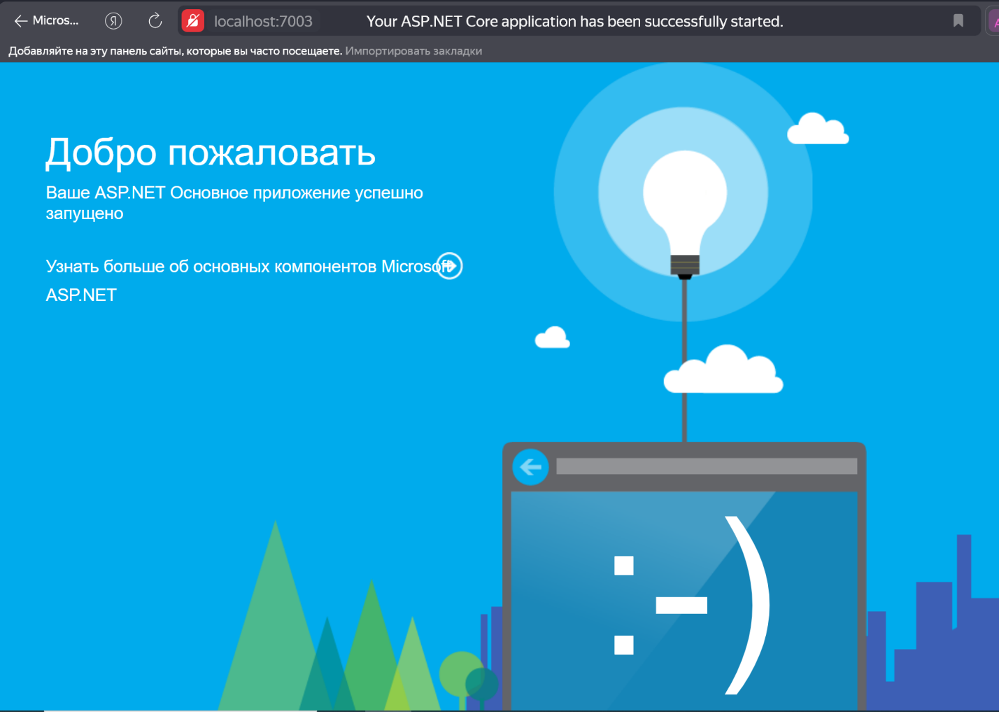 Micros...
Я
localhost:7003
Your ASP.NET Core application has been successfully started.
Добавляйте на эту панель сайты, которые вы часто посещаете. Импортировать закладки
Добро пожаловать
Ваше ASP.NET Основное приложение успешно
запущено
Узнать больше об основных компонентов Microsoft
ASP.NET
:-)